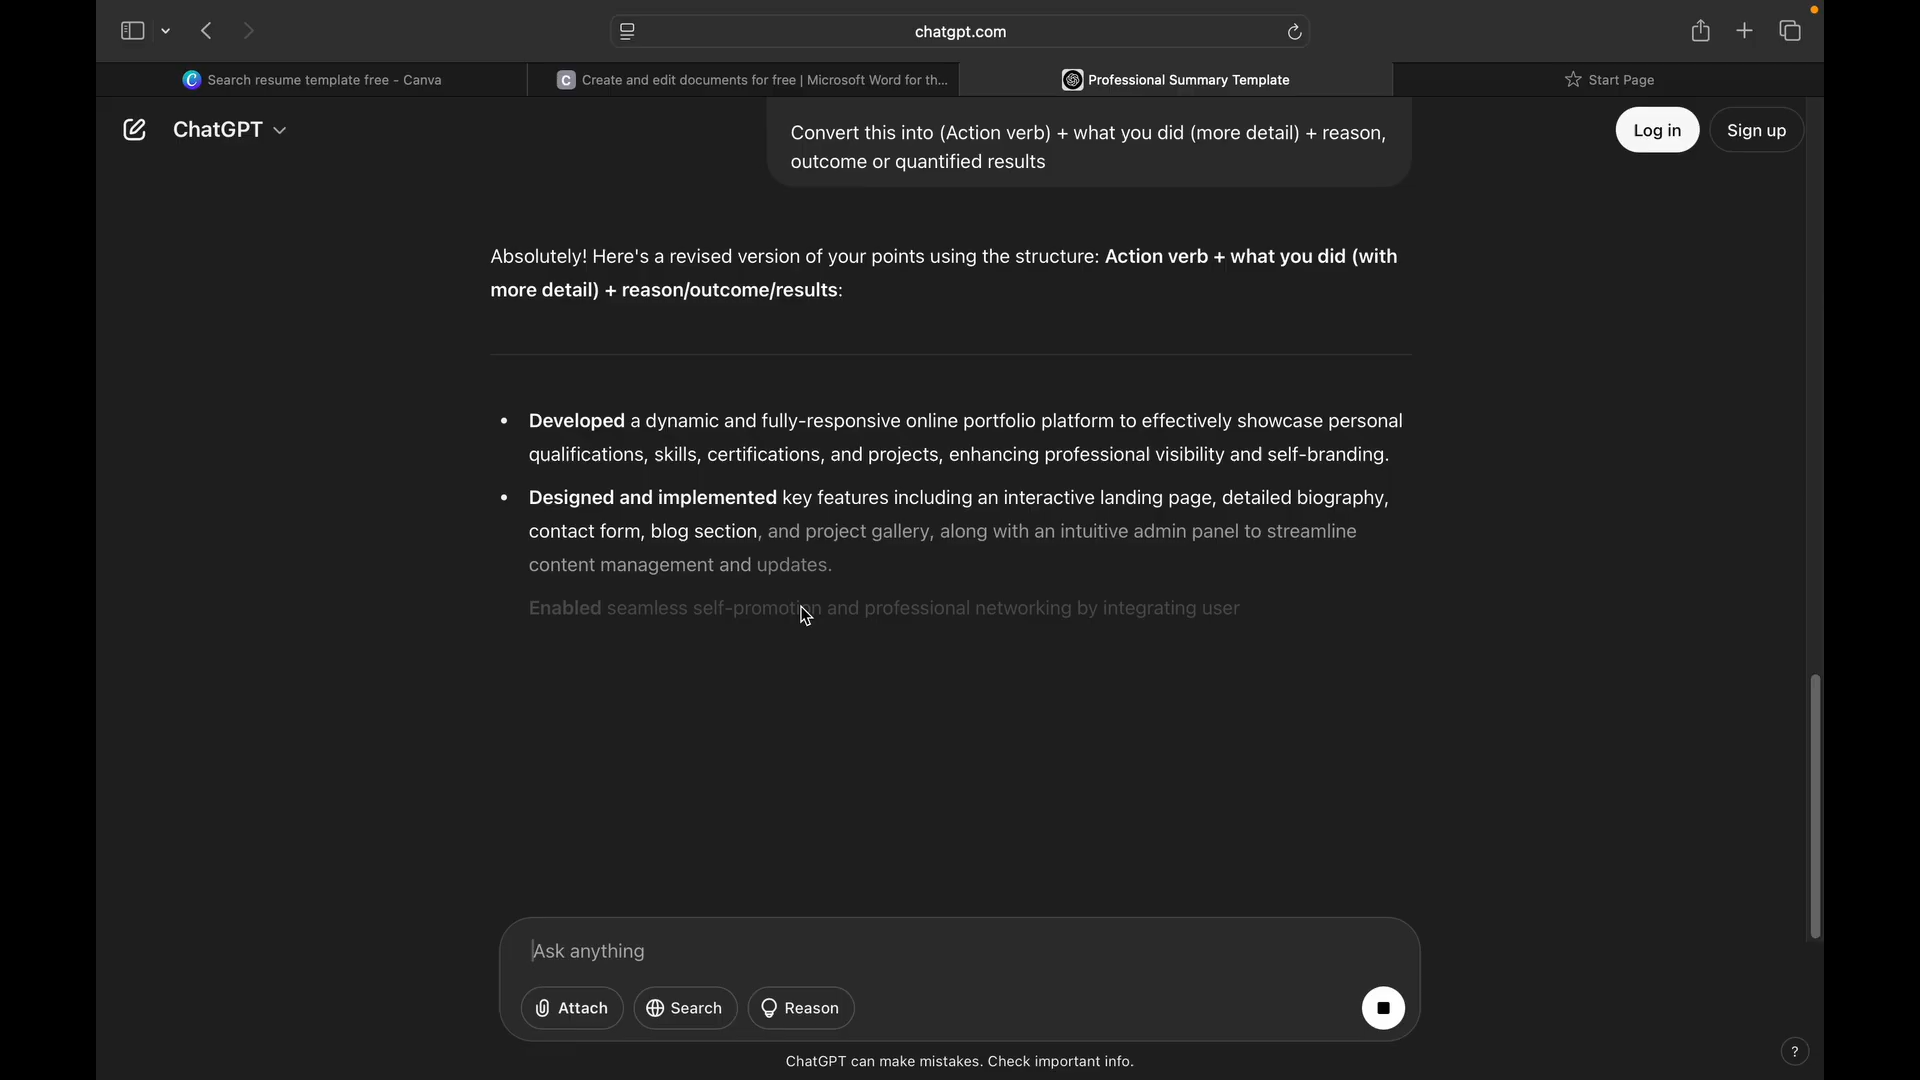 chatgpt.com
Search resume template free - Canva
Create and edit documents for free | Microsoft Word for th...
Professional Summary Template
Start Page
ChatGPT
Log in
Sign up
Convert this into (Action verb) + what you did (more detail) + reason,
outcome or quantified results
Absolutely! Here's a revised version of your points using the structure: Action verb + what you did (with
more detail) + reason/outcome/results:
• Developed a dynamic and fully-responsive online portfolio platform to effectively showcase personal
qualifications, skills, certifications, and projects, enhancing professional visibility and self-branding.
• Designed and implemented key features including an interactive landing page, detailed biography,
contact form, blog section, and project gallery, along with an intuitive admin panel to streamline
content management and updates.
Enabled seamless self-promotion and professional networking by integrating user
Ask anything
Attach
Search
Reason
ChatGPT can make mistakes. Check important info.
?